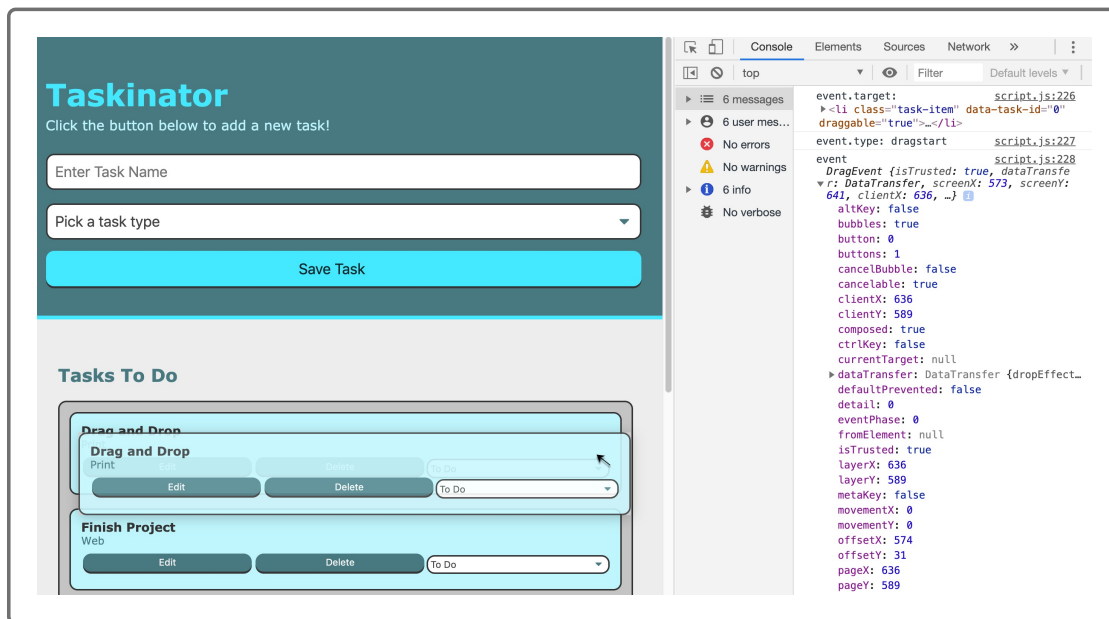 Taskinator
Click the button below to add a new task!
Enter Task Name
Pick a task type
Save Task
Tasks To Do
Drag and Drop
Drag and Drop
Print
Edit Delete To Do
Edit Delete To Do
Finish Project
Web
Edit Delete To Do
Console Elements Sources Network »
top Filter Default levels ▼
6 messages
6 user mes...
No errors
No warnings
6 info
No verbose
event.target: script.js:226
<li class="task-item" data-task-id="0"
draggable="true">…</li>
event.type: dragstart script.js:227
event script.js:228
DragEvent {isTrusted: true, dataTransfe
r: DataTransfer, screenX: 573, screenY:
641, clientX: 636, …} i
altKey: false
bubbles: true
button: 0
buttons: 1
cancelBubble: false
cancelable: true
clientX: 636
clientY: 589
composed: true
ctrlKey: false
currentTarget: null
dataTransfer: DataTransfer {dropEffect…
defaultPrevented: false
detail: 0
eventPhase: 0
fromElement: null
isTrusted: true
layerX: 636
layerY: 589
metaKey: false
movementX: 0
movementY: 0
offsetX: 574
offsetY: 31
pageX: 636
pageY: 589